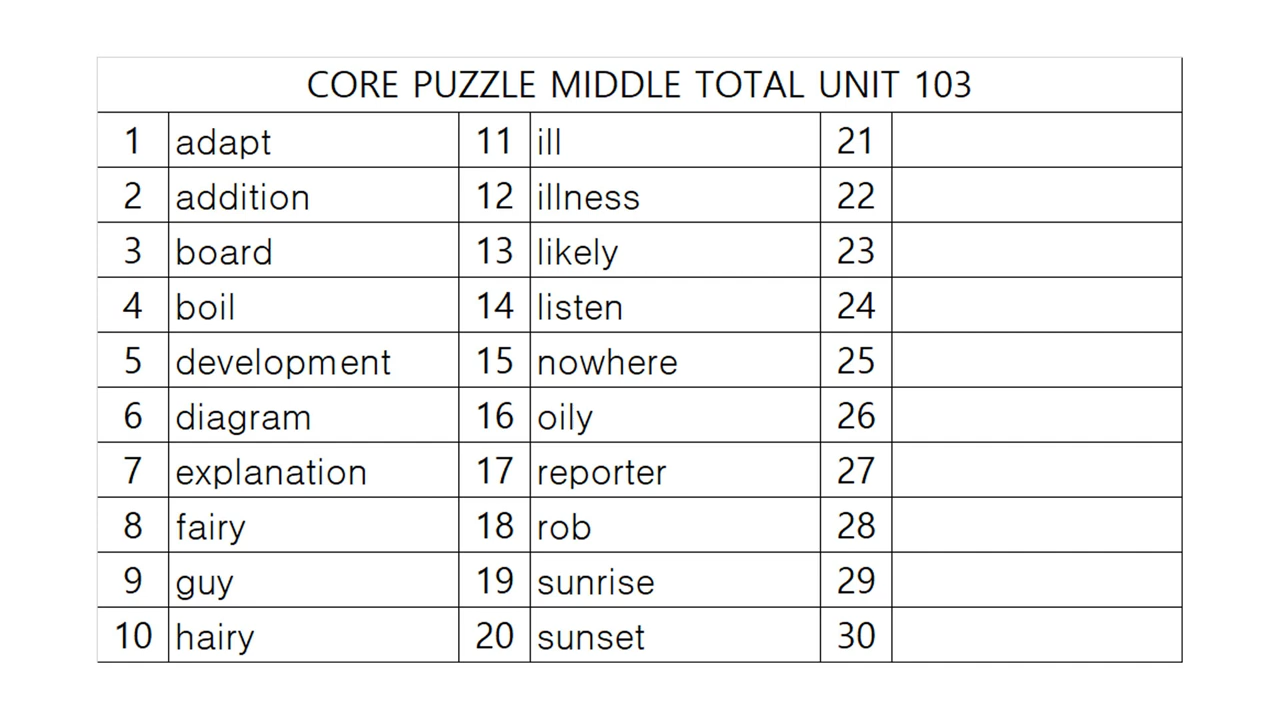 CORE PUZZLE MIDDLE TOTAL UNIT 103
1 adapt 11 ill 21
2 addition 12 illness 22
3 board 13 likely 23
4 boil 14 listen 24
5 development 15 nowhere 25
6 diagram 16 oily 26
7 explanation 17 reporter 27
8 fairy 18 rob 28
9 guy 19 sunrise 29
10 hairy 20 sunset 30